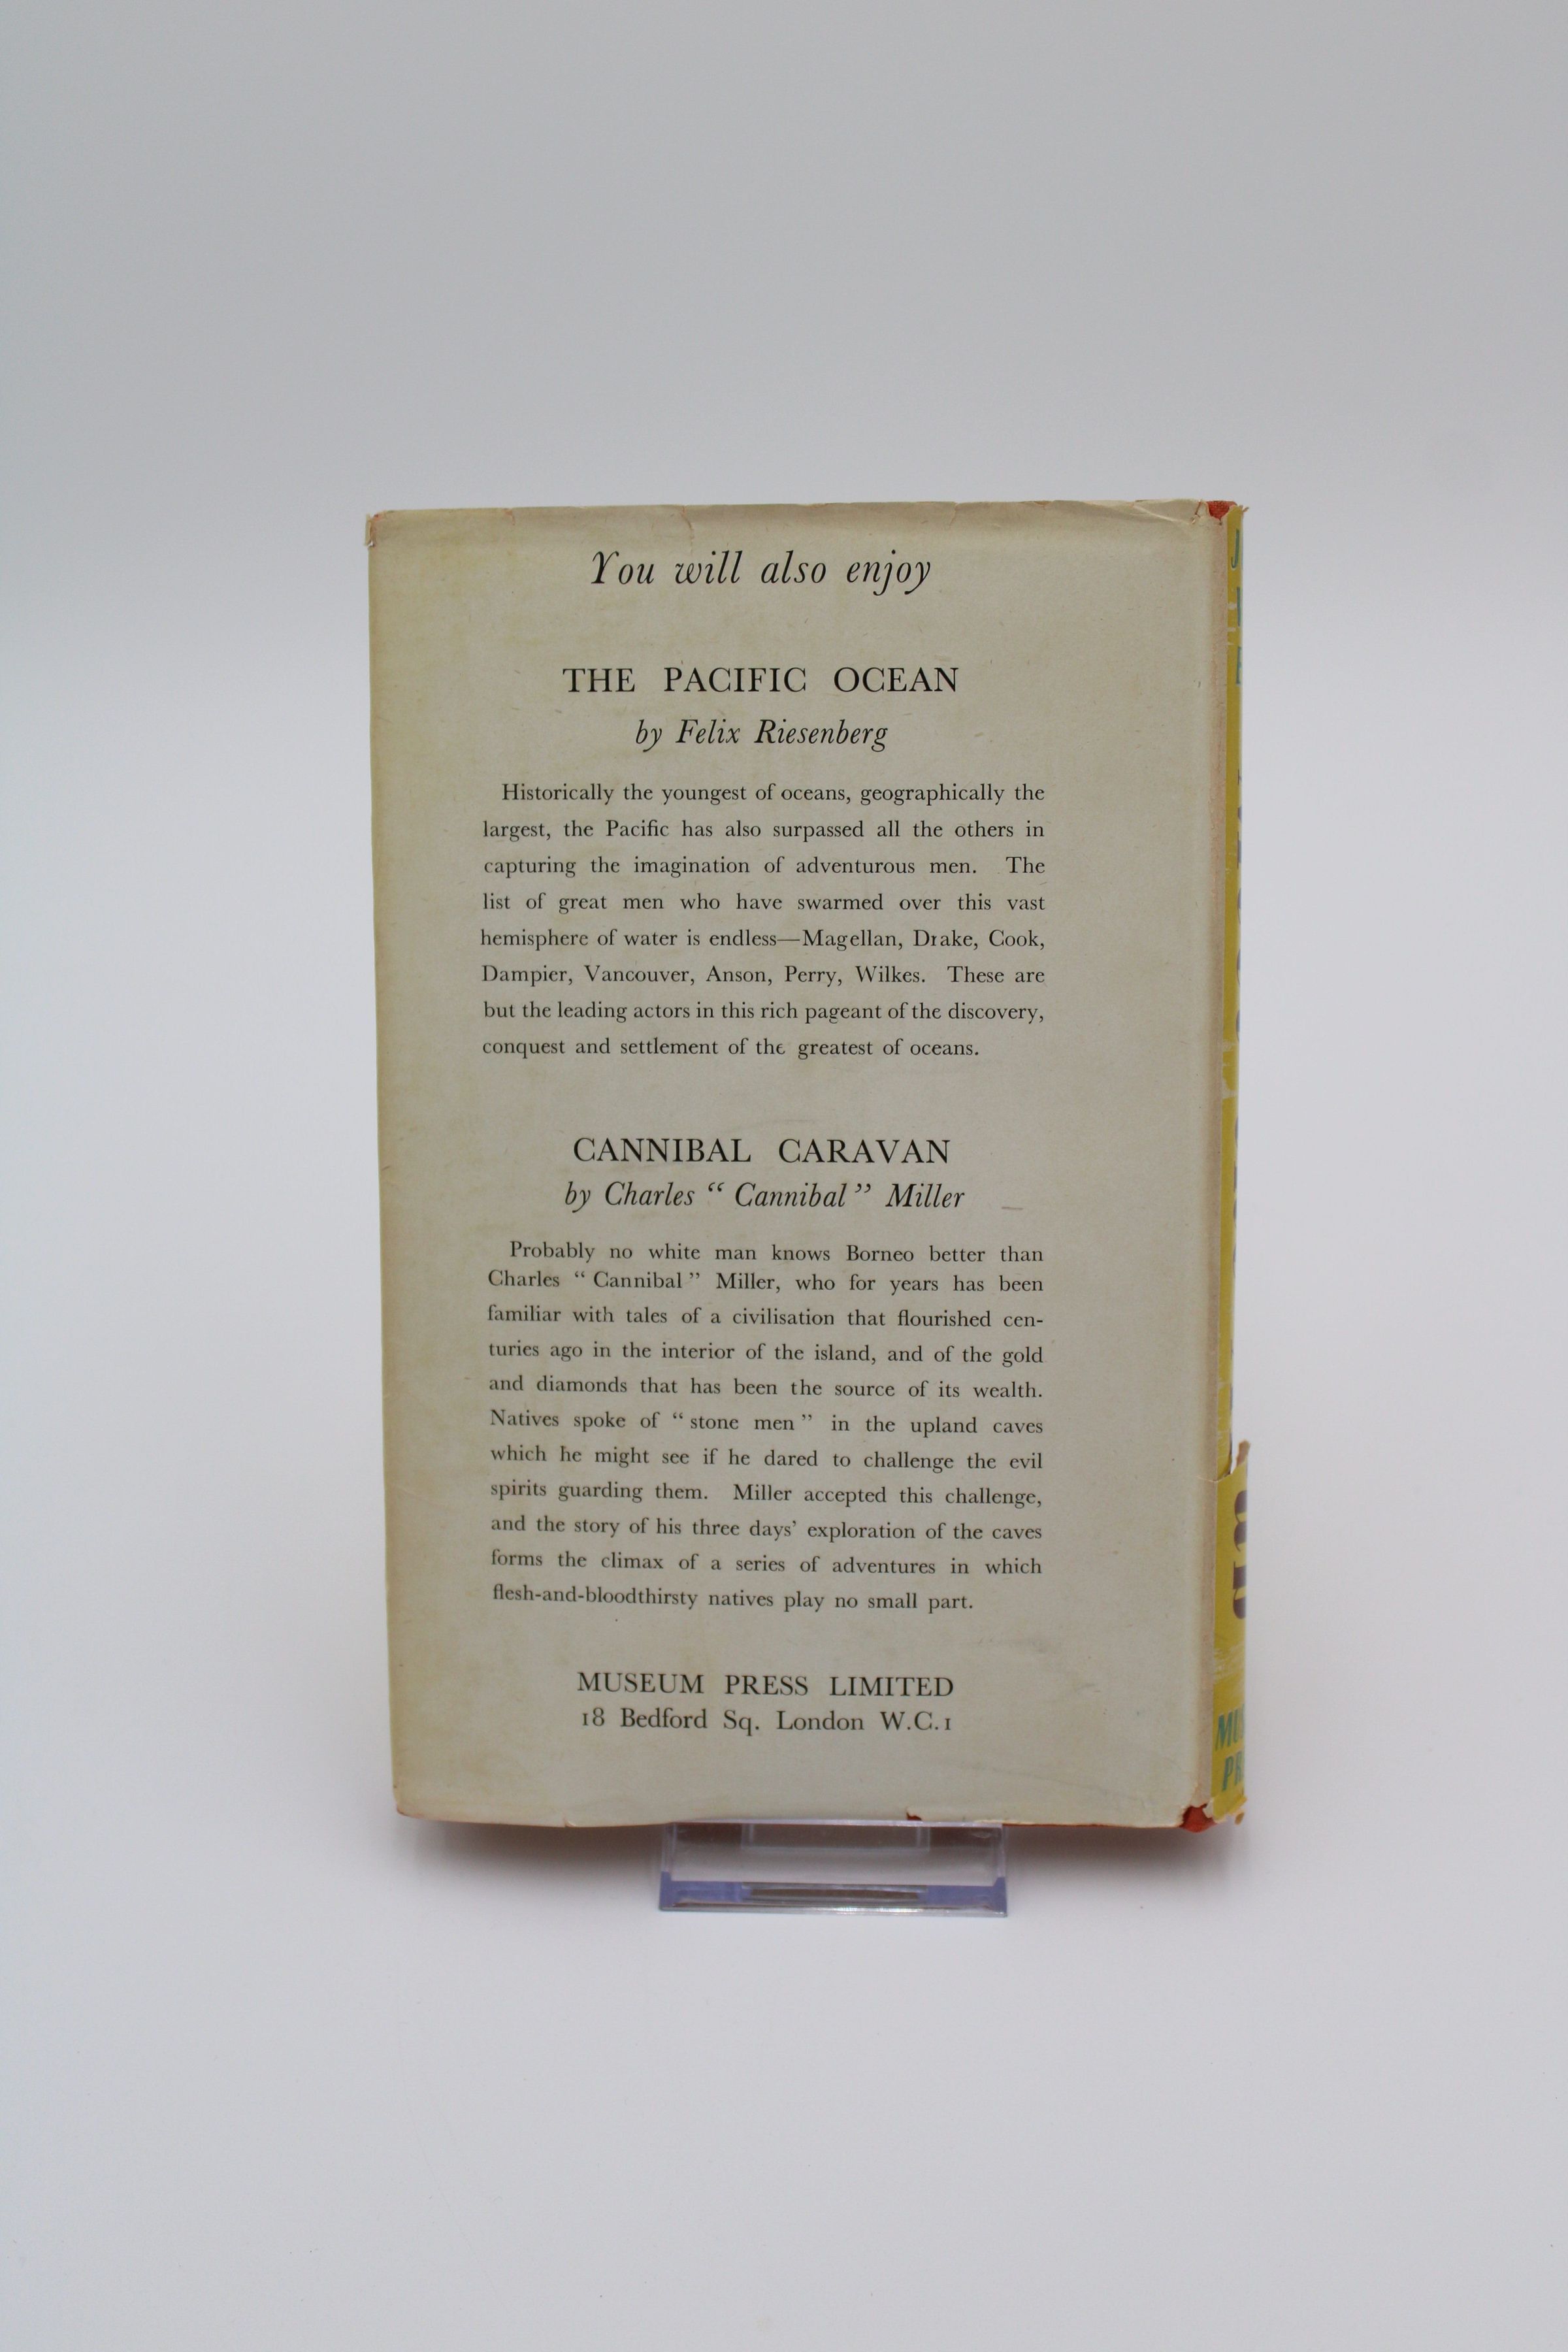 You will also enjoy
THE PACIFIC OCEAN
by Felix Riesenberg
Historically the youngest of oceans, geographically the
largest, the Pacific has also surpassed all the others in
capturing the imagination of adventurous men. The
list of great men who have swarmed over this vast
hemisphere of water is endless—Magellan, Drake, Cook,
Dampier, Vancouver, Anson, Perry, Wilkes. These are
but the leading actors in this rich pageant of the discovery,
conquest and settlement of the greatest of oceans.
CANNIBAL CARAVAN
by Charles “ Cannibal ” Miller
Probably no white man knows Borneo better than
Charles “ Cannibal ” Miller, who for years has been
familiar with tales of a civilisation that flourished cen-
turies ago in the interior of the island, and of the gold
and diamonds that has been the source of its wealth.
Natives spoke of “ stone men ” in the upland caves
which he might see if he dared to challenge the evil
spirits guarding them. Miller accepted this challenge,
and the story of his three days’ exploration of the caves
forms the climax of a series of adventures in which
flesh-and-bloodthirsty natives play no small part.
MUSEUM PRESS LIMITED
18 Bedford Sq. London W.C.1